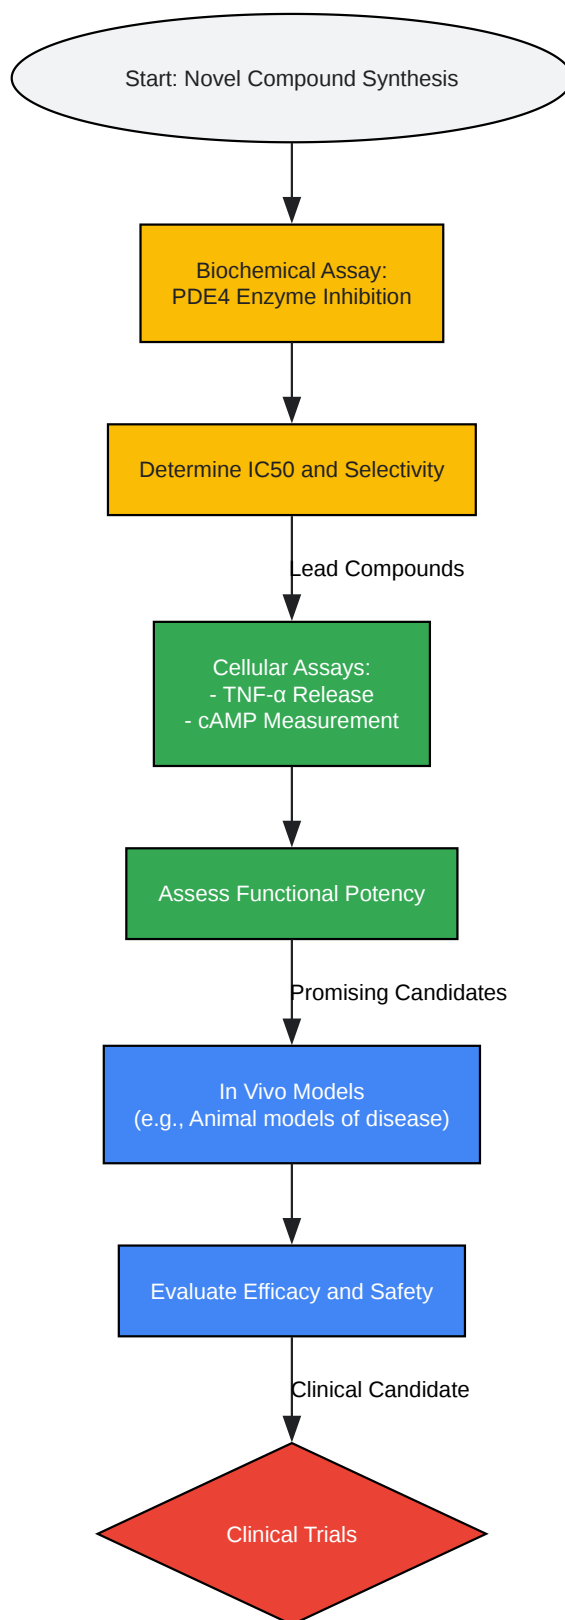 Start: Novel Compound Synthesis
Biochemical Assay:
PDE4 Enzyme Inhibition
Determine IC50 and Selectivity
Lead Compounds
Cellular Assays:
- TNF-α Release
- cAMP Measurement
Assess Functional Potency
Promising Candidates
In Vivo Models
(e.g., Animal models of disease)
Evaluate Efficacy and Safety
Clinical Candidate
Clinical Trials